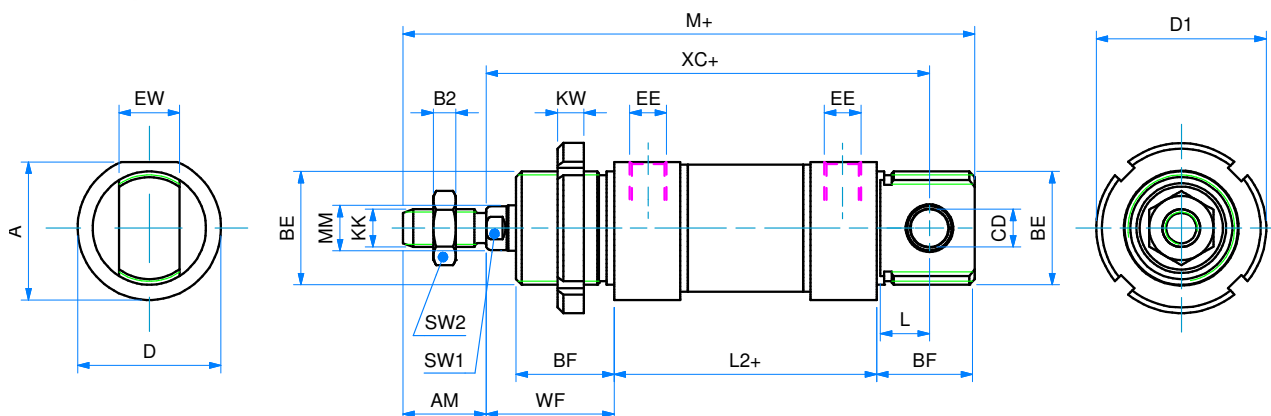 M+
D1
XC+
EW
B2
KW
EE
EE
A
BE
MM
KK
CD
BE
SW2
L
D
SW1
BF
L2+
BF
AM
WF